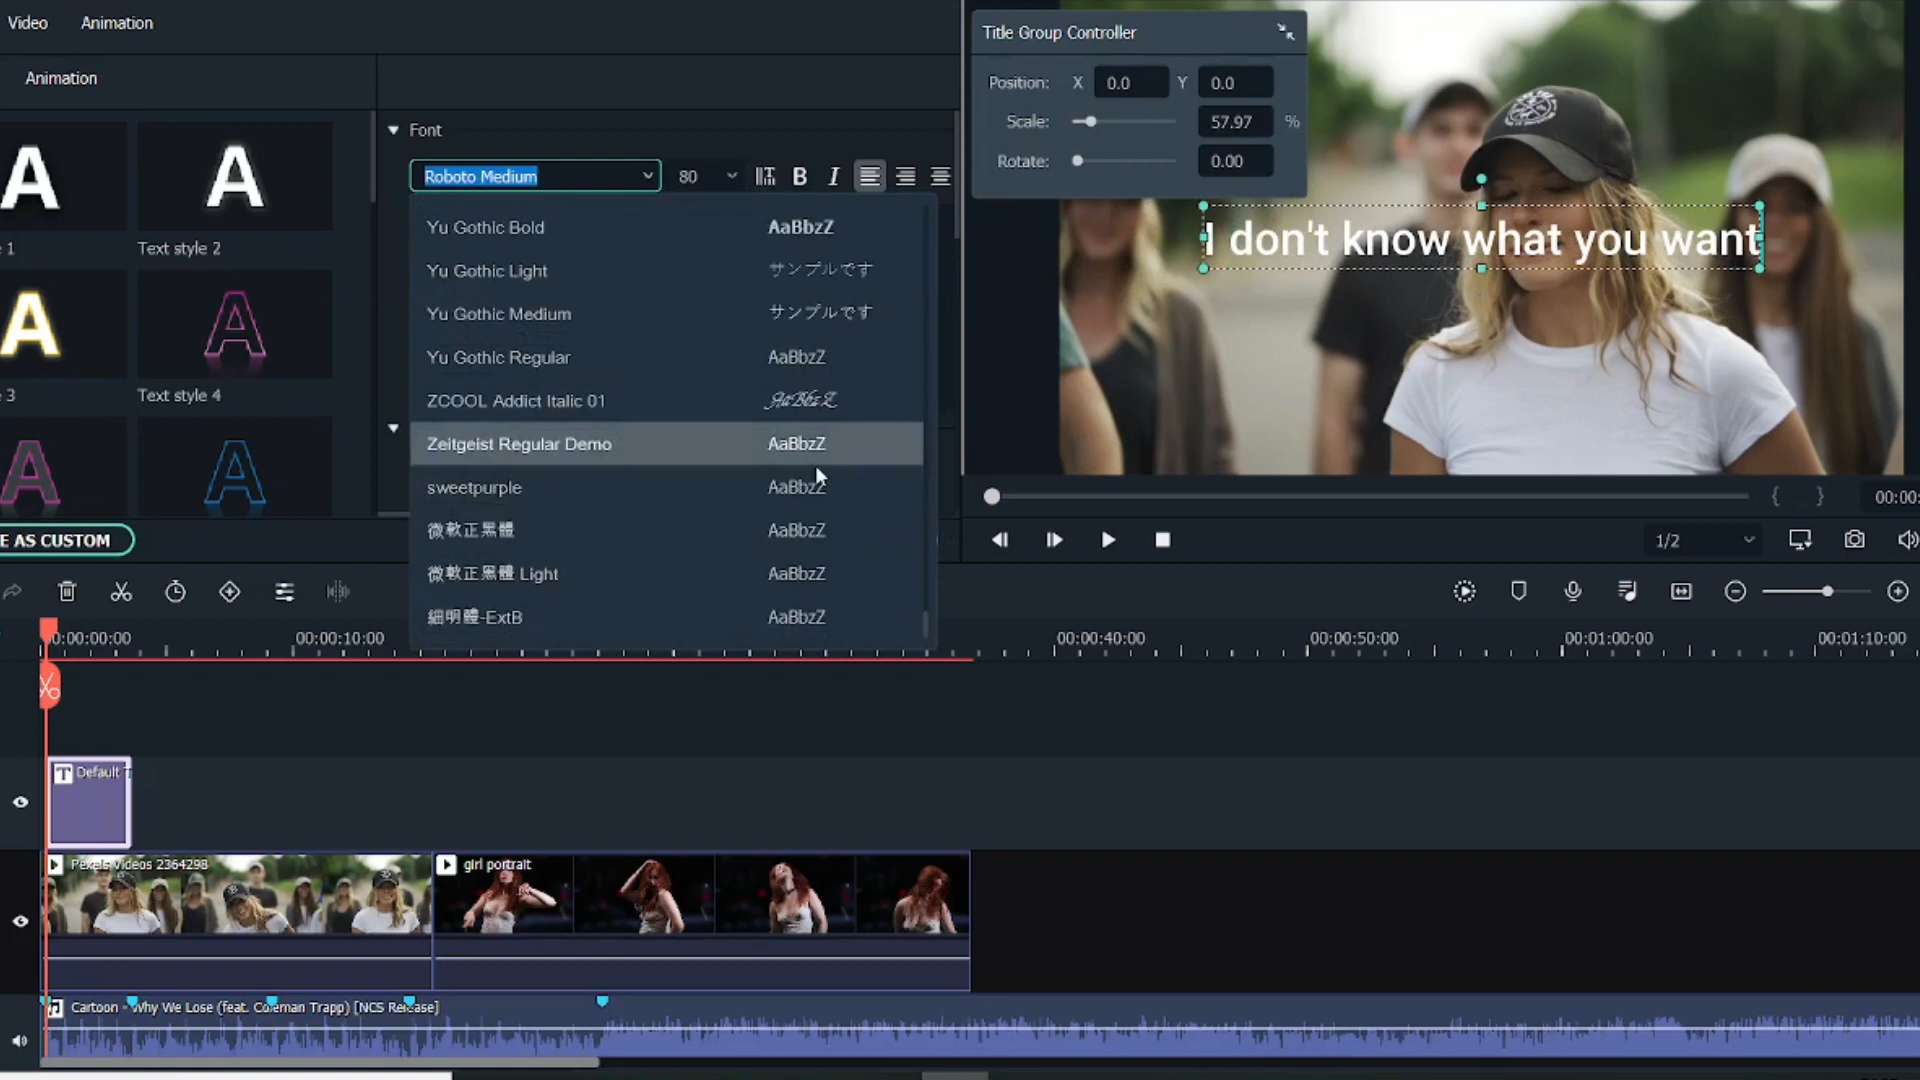 Video Animation
Animation
Font
Roboto Medium 80 B I
Yu Gothic Bold AaBbzZ
Yu Gothic Light サンプルです
Yu Gothic Medium サンプルです
Yu Gothic Regular AaBbzZ
ZCOOL Addict Italic 01 AaBbzZ
Zeitgeist Regular Demo AaBbzZ
sweetpurple AaBbzZ
微軟正黑體 AaBbzZ
微軟正黑體 Light AaBbzZ
細明體-ExtB AaBbzZ
A A
1 Text style 2
A A
3 Text style 4
A A
E AS CUSTOM
Title Group Controller
Position: X 0.0 Y 0.0
Scale: 57.97 %
Rotate: 0.00
I don't know what you want
{ } 00:00:
1/2
00:00:00:00 00:00:10:00 00:00:40:00 00:00:50:00 00:01:00:00 00:01:10:00
T Default T
Pexels Videos 2364298 girl portrait
Cartoon - Why We Lose (feat. Coleman Trapp) [NCS Release]